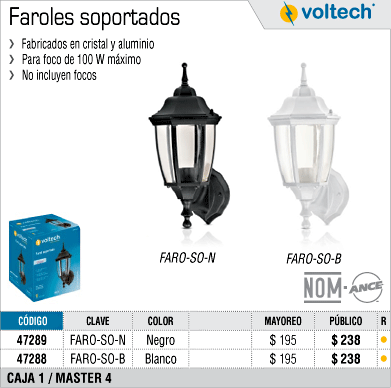 Faroles soportados
voltech®
Fabricados en cristal y aluminio
Para foco de 100 W máximo
No incluyen focos
voltech
FARO-SO-N
FARO-SO-B
NOM-ANCE
CÓDIGO CLAVE COLOR MAYOREO PÚBLICO R
47289 FARO-SO-N Negro $ 195 $ 238
47288 FARO-SO-B Blanco $ 195 $ 238
CAJA 1 / MASTER 4